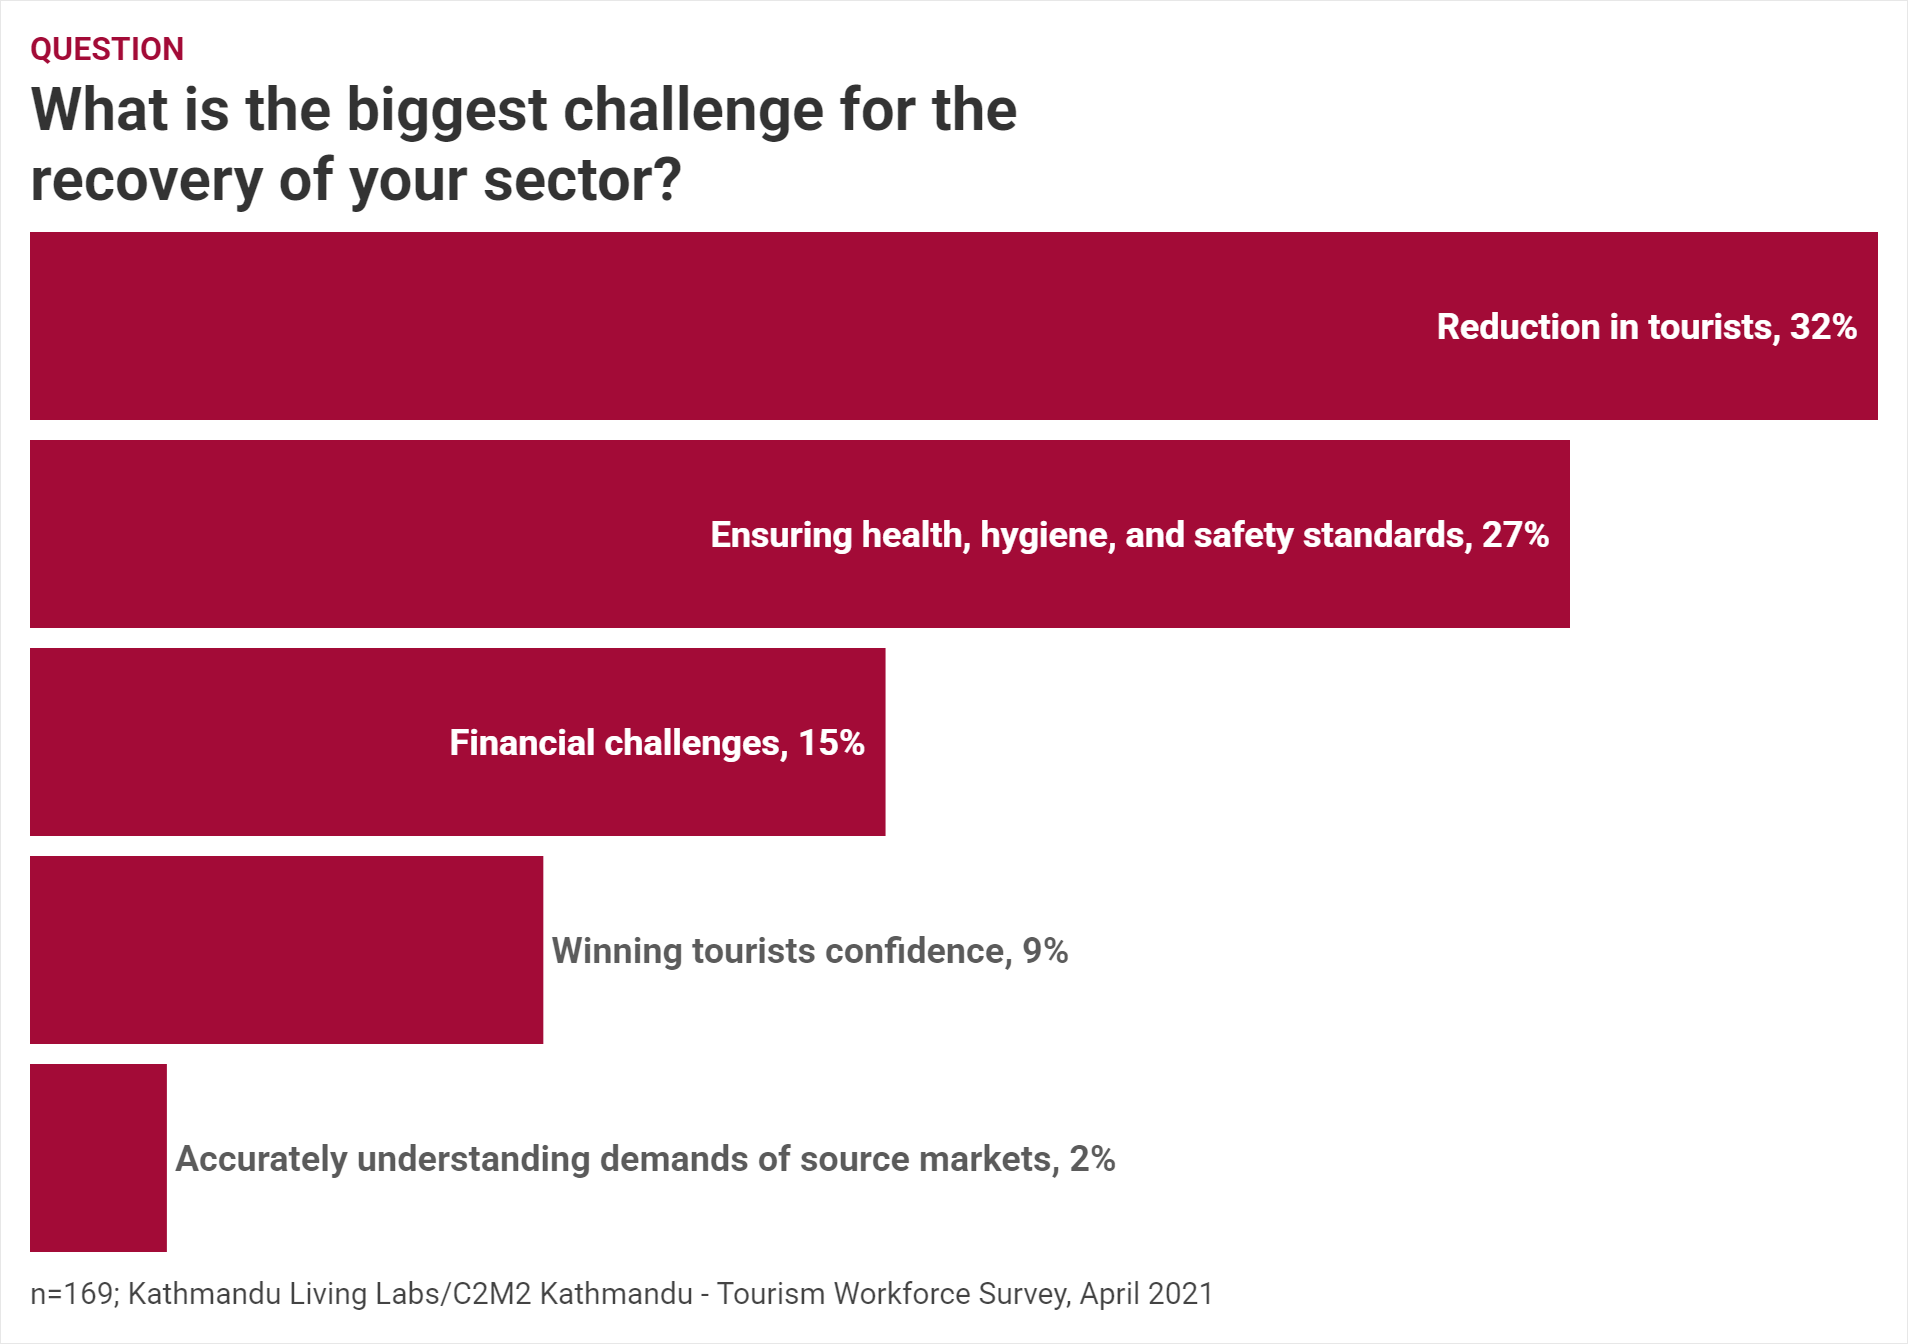 QUESTION
What is the biggest challenge for the
recovery of your sector?
Reduction in tourists, 32%
Ensuring health, hygiene, and safety standards, 27%
Financial challenges, 15%
Winning tourists confidence, 9%
Accurately understanding demands of source markets, 2%
n=169; Kathmandu Living Labs/C2M2 Kathmandu - Tourism Workforce Survey, April 2021